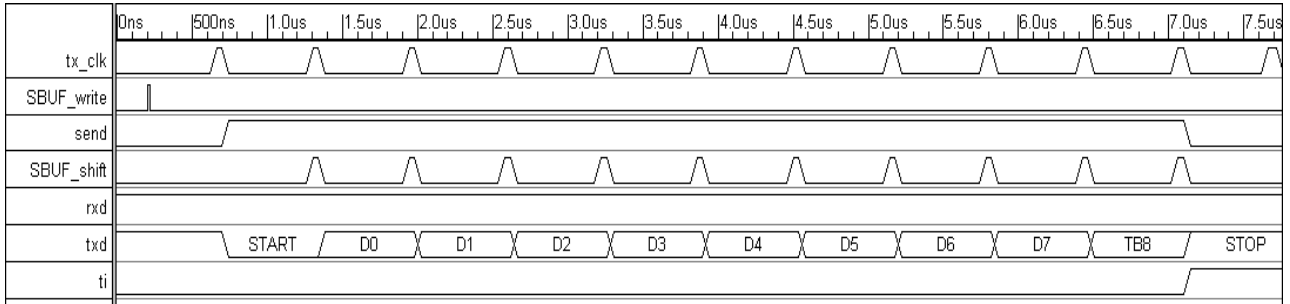 0ns 500ns 1.0us 1.5us 2.0us 2.5us 3.0us 3.5us 4.0us 4.5us 5.0us 5.5us 6.0us 6.5us 7.0us 7.5us
tx_clk
SBUF_write
send
SBUF_shift
rxd
txd START D0 D1 D2 D3 D4 D5 D6 D7 TB8 STOP
ti